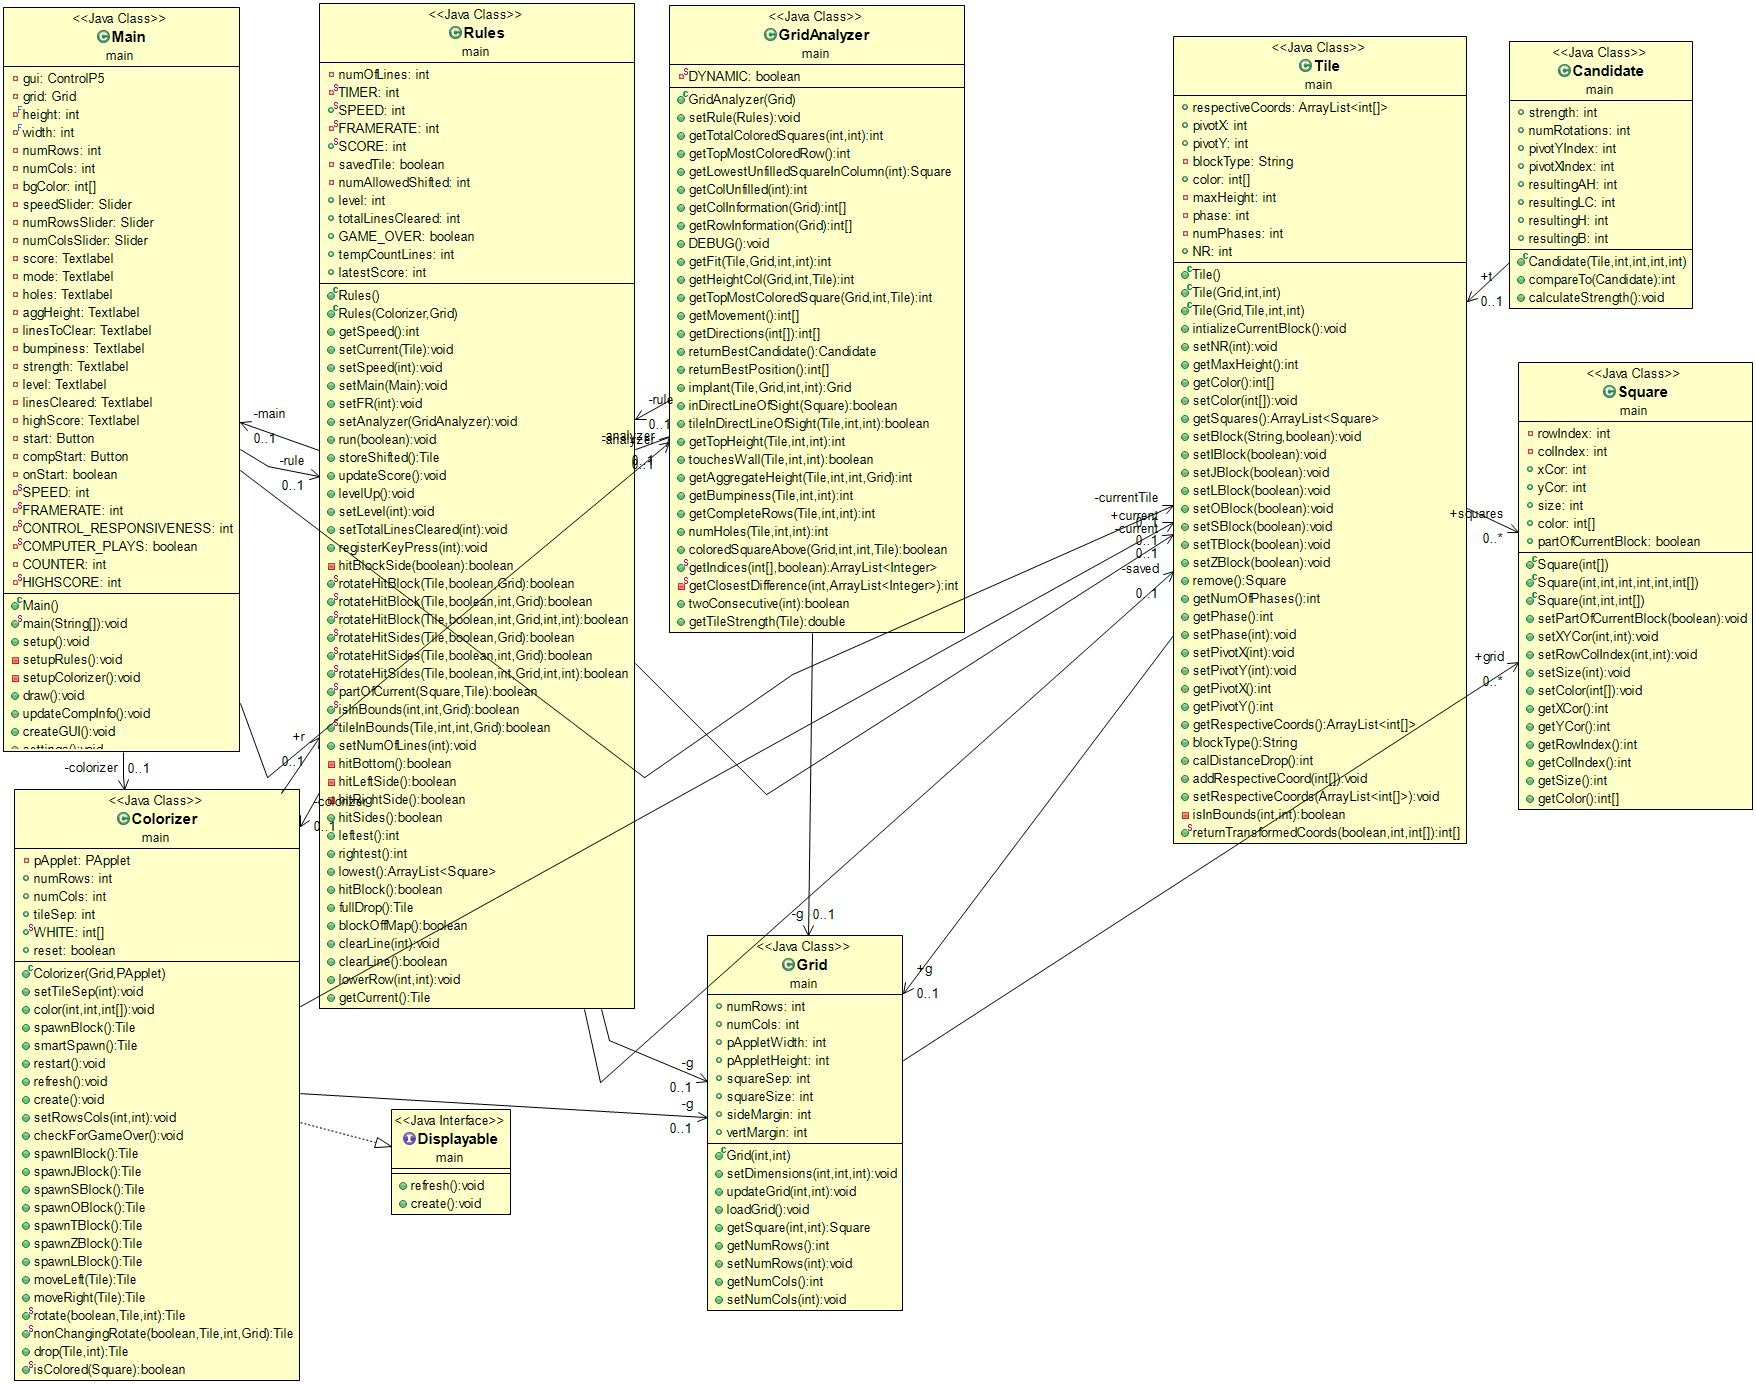 <<Java Class>>
Main
main
gui: ControlP5
grid: Grid
height: int
width: int
numRows: int
numCols: int
bgColor: int[]
speedSlider: Slider
numRowsSlider: Slider
numColsSlider: Slider
score: Textlabel
mode: Textlabel
holes: Textlabel
aggHeight: Textlabel
linesToClear: Textlabel
bumpiness: Textlabel
strength: Textlabel
level: Textlabel
linesCleared: Textlabel
highScore: Textlabel
start: Button
compStart: Button
onStart: boolean
SPEED: int
FRAMERATE: int
CONTROL_RESPONSIVENESS: int
COMPUTER_PLAYS: boolean
COUNTER: int
HIGHSCORE: int
Main()
main(String[]):void
setup():void
setupRules():void
setupColorizer():void
draw():void
updateCompInfo():void
createGUI():void
settings():void
<<Java Class>>
Rules
main
numOfLines: int
TIMER: int
SPEED: int
FRAMERATE: int
SCORE: int
savedTile: boolean
numAllowedShifted: int
level: int
totalLinesCleared: int
GAME_OVER: boolean
tempCountLines: int
latestScore: int
Rules()
Rules(Colorizer,Grid)
getSpeed():int
setCurrent(Tile):void
setSpeed(int):void
setMain(Main):void
setFR(int):void
setAnalyzer(GridAnalyzer):void
run(boolean):void
storeShifted():Tile
updateScore():void
levelUp():void
setLevel(int):void
setTotalLinesCleared(int):void
registerKeyPress(int):void
hitBlockSide(boolean):boolean
rotateHitBlock(Tile,boolean,Grid):boolean
rotateHitBlock(Tile,boolean,int,Grid):boolean
rotateHitBlock(Tile,boolean,int,Grid,int,int):boolean
rotateHitSides(Tile,boolean,Grid):boolean
rotateHitSides(Tile,boolean,int,Grid):boolean
rotateHitSides(Tile,boolean,int,Grid,int,int):boolean
partOfCurrent(Square,Tile):boolean
isInBounds(int,int,Grid):boolean
tileInBounds(Tile,int,int,Grid):boolean
setNumOfLines(int):void
hitBottom():boolean
hitLeftSide():boolean
hitRightSide():boolean
hitSides():boolean
leftest():int
rightest():int
lowest():ArrayList<Square>
hitBlock():boolean
fullDrop():Tile
blockOffMap():boolean
clearLine(int):void
clearLine():boolean
lowerRow(int,int):void
getCurrent():Tile
<<Java Class>>
GridAnalyzer
main
DYNAMIC: boolean
GridAnalyzer(Grid)
setRule(Rules):void
getTotalColoredSquares(int,int):int
getTopMostColoredRow():int
getLowestUnfilledSquareInColumn(int):Square
getColUnfilled(int):int
getColInformation(Grid):int[]
getRowInformation(Grid):int[]
DEBUG():void
getFit(Tile,Grid,int,int):int
getHeightCol(Grid,int,Tile):int
getTopMostColoredSquare(Grid,int,Tile):int
getMovement():int[]
getDirections(int[]):int[]
returnBestCandidate():Candidate
returnBestPosition():int[]
implant(Tile,Grid,int,int):Grid
inDirectLineOfSight(Square):boolean
tileInDirectLineOfSight(Tile,int,int):boolean
getTopHeight(Tile,int,int):int
touchesWall(Tile,int,int):boolean
getAggregateHeight(Tile,int,int,Grid):int
getBumpiness(Tile,int,int):int
getCompleteRows(Tile,int,int):int
numHoles(Tile,int,int):int
coloredSquareAbove(Grid,int,int,Tile):boolean
getIndices(int[],boolean):ArrayList<Integer>
getClosestDifference(int,ArrayList<Integer>):int
twoConsecutive(int):boolean
getTileStrength(Tile):double
<<Java Class>>
Tile
main
respectiveCoords: ArrayList<int[]>
pivotX: int
pivotY: int
blockType: String
color: int[]
maxHeight: int
phase: int
numPhases: int
NR: int
Tile()
Tile(Grid,int,int)
Tile(Grid,Tile,int,int)
intializeCurrentBlock():void
setNR(int):void
getMaxHeight():int
getColor():int[]
setColor(int[]):void
getSquares():ArrayList<Square>
setBlock(String,boolean):void
setIBlock(boolean):void
setJBlock(boolean):void
setLBlock(boolean):void
setOBlock(boolean):void
setSBlock(boolean):void
setTBlock(boolean):void
setZBlock(boolean):void
remove():Square
getNumOfPhases():int
getPhase():int
setPhase(int):void
setPivotX(int):void
setPivotY(int):void
getPivotX():int
getPivotY():int
getRespectiveCoords():ArrayList<int[]>
blockType():String
calDistanceDrop():int
addRespectiveCoord(int[]):void
setRespectiveCoords(ArrayList<int[]>):void
isInBounds(int,int):boolean
returnTransformedCoords(boolean,int,int[]):int[]
<<Java Class>>
Candidate
main
strength: int
numRotations: int
pivotYIndex: int
pivotXIndex: int
resultingAH: int
resultingLC: int
resultingH: int
resultingB: int
Candidate(Tile,int,int,int,int)
compareTo(Candidate):int
calculateStrength():void
+t
0..1
<<Java Class>>
Square
main
rowIndex: int
colIndex: int
xCor: int
yCor: int
size: int
color: int[]
partOfCurrentBlock: boolean
Square(int[])
Square(int,int,int,int,int,int[])
Square(int,int,int[])
setPartOfCurrentBlock(boolean):void
setXYCor(int,int):void
setRowColIndex(int,int):void
setSize(int):void
setColor(int[]):void
getXCor():int
getYCor():int
getRowIndex():int
getColIndex():int
getSize():int
getColor():int[]
-main
0..1
-rule
0..1
-rule
0..1
-analyzer
-analyzer
0..1
0..1
-currentTile
0..1
+current
0..1
-current
0..1
-saved
0..1
+squares
0..*
+grid
0..*
+r
0..1
-colorizer
0..1
-colorizer 0..1
<<Java Class>>
Colorizer
main
pApplet: PApplet
numRows: int
numCols: int
tileSep: int
WHITE: int[]
reset: boolean
Colorizer(Grid,PApplet)
setTileSep(int):void
color(int,int,int[]):void
spawnBlock():Tile
smartSpawn():Tile
restart():void
refresh():void
create():void
setRowsCols(int,int):void
checkForGameOver():void
spawnIBlock():Tile
spawnJBlock():Tile
spawnSBlock():Tile
spawnOBlock():Tile
spawnTBlock():Tile
spawnZBlock():Tile
spawnLBlock():Tile
moveLeft(Tile):Tile
moveRight(Tile):Tile
rotate(boolean,Tile,int):Tile
nonChangingRotate(boolean,Tile,int,Grid):Tile
drop(Tile,int):Tile
isColored(Square):boolean
<<Java Interface>>
Displayable
main
refresh():void
create():void
-g 0..1
+g
0..1
-g
0..1
-g
0..1
<<Java Class>>
Grid
main
numRows: int
numCols: int
pAppletWidth: int
pAppletHeight: int
squareSep: int
squareSize: int
sideMargin: int
vertMargin: int
Grid(int,int)
setDimensions(int,int,int):void
updateGrid(int,int):void
loadGrid():void
getSquare(int,int):Square
getNumRows():int
setNumRows(int):void
getNumCols():int
setNumCols(int):void